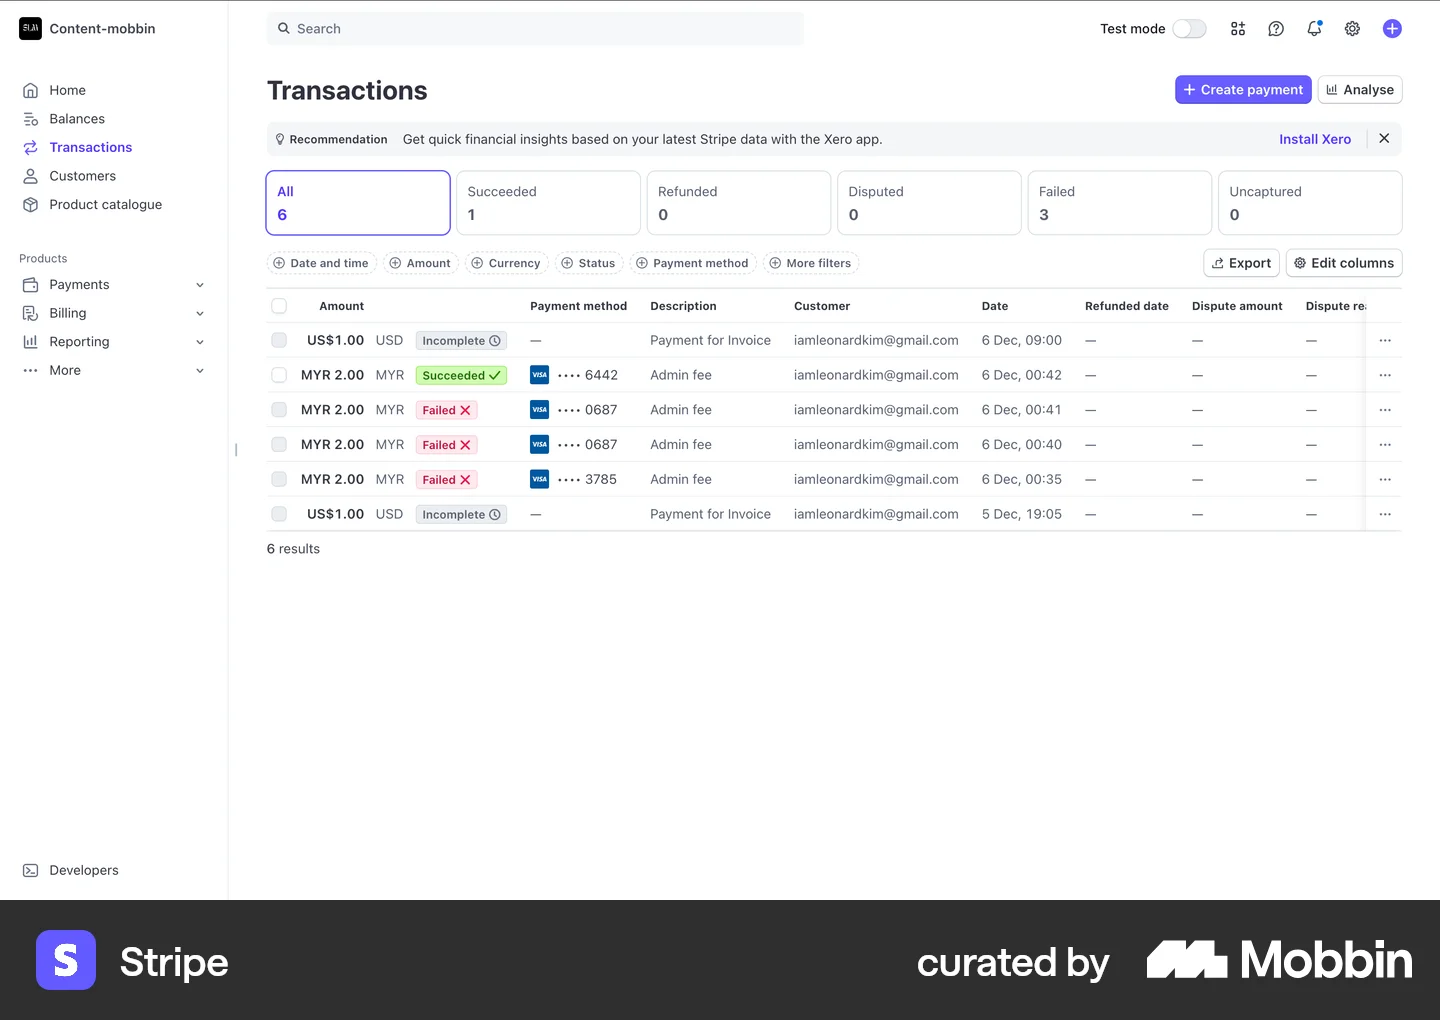 Content-mobbin
Search
Test mode
Home
Balances
Transactions
Customers
Product catalogue
Products
Payments
Billing
Reporting
More
Developers
Transactions
Create payment
Analyse
Recommendation Get quick financial insights based on your latest Stripe data with the Xero app. Install Xero
All
6
Succeeded
1
Refunded
0
Disputed
0
Failed
3
Uncaptured
0
Date and time
Amount
Currency
Status
Payment method
More filters
Export
Edit columns
Amount Payment method Description Customer Date Refunded date Dispute amount Dispute rea
US$1.00 USD Incomplete — Payment for Invoice iamleonardkim@gmail.com 6 Dec, 09:00 — — — ...
MYR 2.00 MYR Succeeded VISA •••• 6442 Admin fee iamleonardkim@gmail.com 6 Dec, 00:42 — — — ...
MYR 2.00 MYR Failed VISA •••• 0687 Admin fee iamleonardkim@gmail.com 6 Dec, 00:41 — — — ...
MYR 2.00 MYR Failed VISA •••• 0687 Admin fee iamleonardkim@gmail.com 6 Dec, 00:40 — — — ...
MYR 2.00 MYR Failed VISA •••• 3785 Admin fee iamleonardkim@gmail.com 6 Dec, 00:35 — — — ...
US$1.00 USD Incomplete — Payment for Invoice iamleonardkim@gmail.com 5 Dec, 19:05 — — — ...
6 results
S Stripe
curated by Mobbin